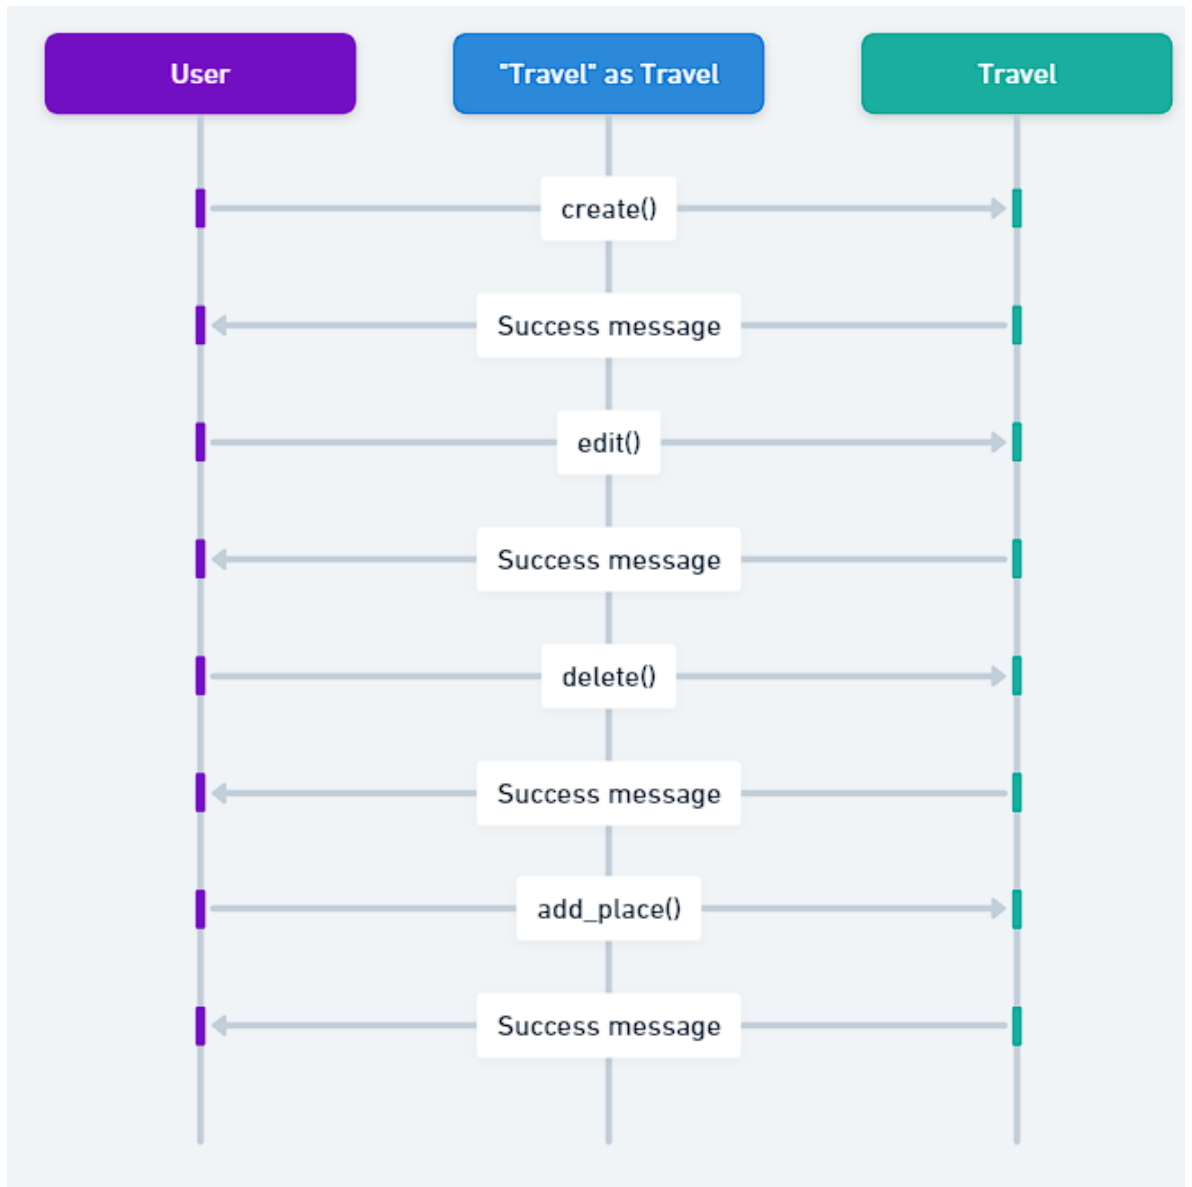 User
"Travel" as Travel
Travel
create()
Success message
edit()
Success message
delete()
Success message
add_place()
Success message